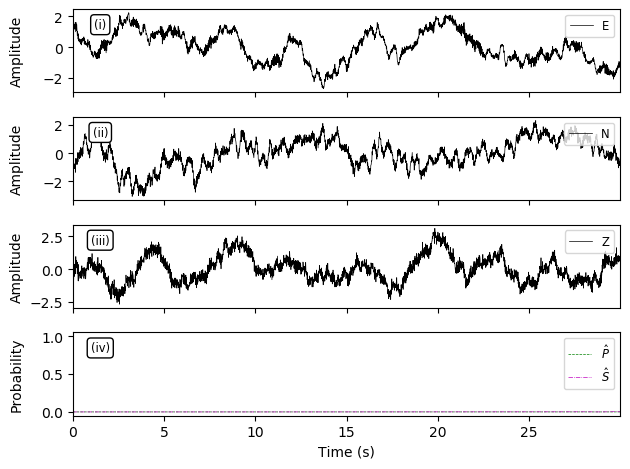 (i)
E
Amplitude
2
0
−2
(ii)
N
Amplitude
2
0
−2
(iii)
Z
Amplitude
2.5
0.0
−2.5
(iv)
P̂
Ŝ
Probability
1.0
0.5
0.0
0 5 10 15 20 25
Time (s)